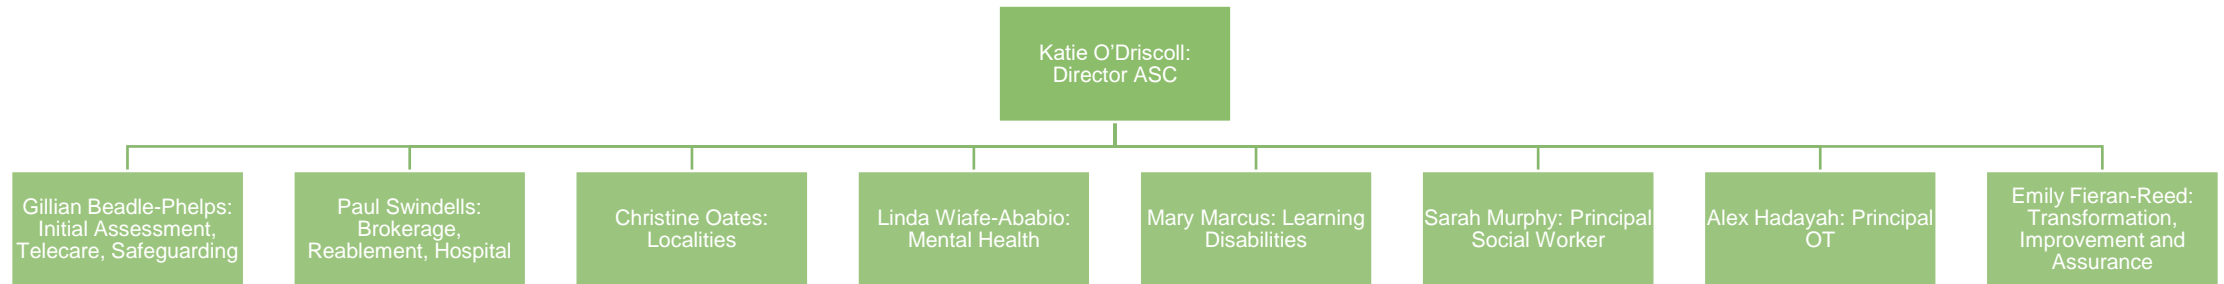 Katie O’Driscoll:
Director ASC
Gillian Beadle-Phelps:
Initial Assessment,
Telecare, Safeguarding
Paul Swindells:
Brokerage,
Reablement, Hospital
Christine Oates:
Localities
Linda Wiafe-Ababio:
Mental Health
Mary Marcus: Learning
Disabilities
Sarah Murphy: Principal
Social Worker
Alex Hadayah: Principal
OT
Emily Fieran-Reed:
Transformation,
Improvement and
Assurance